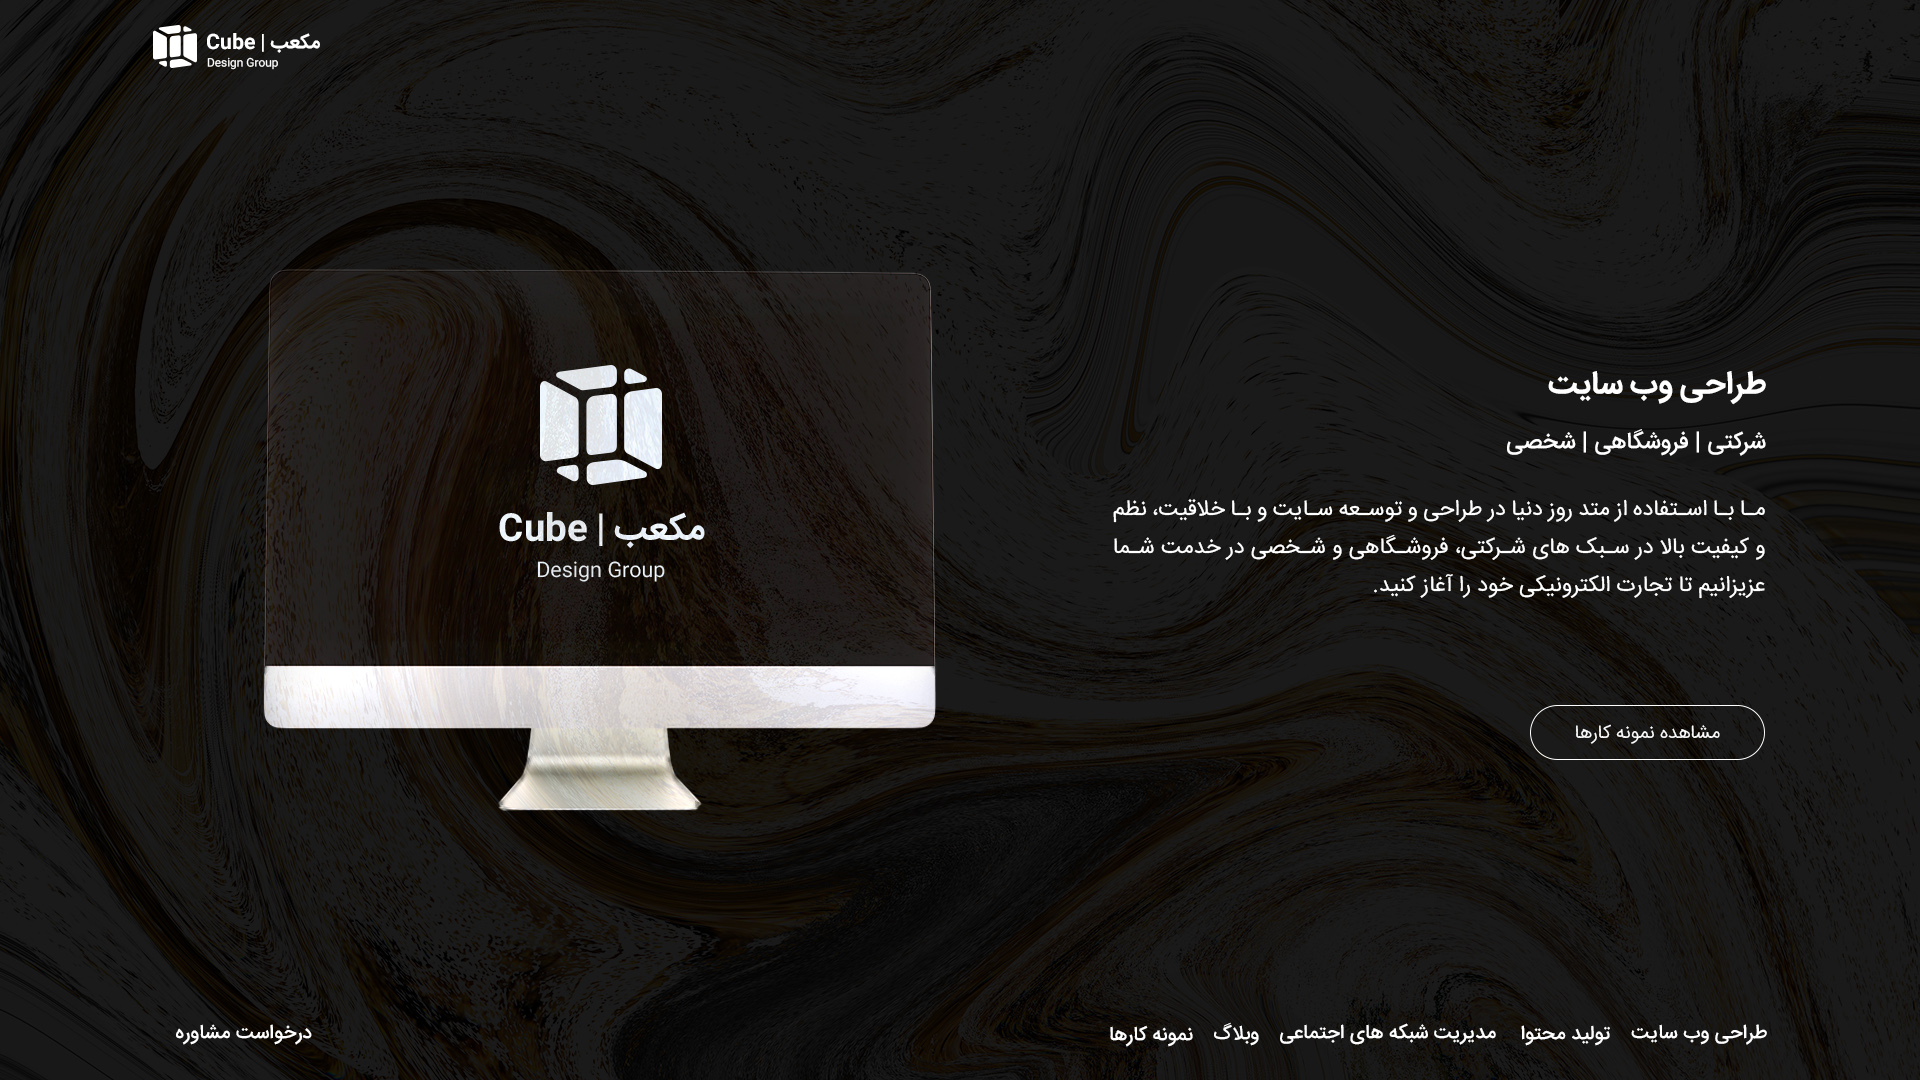 Cube | مکعب
Design Group
Cube | مکعب
Design Group
طراحی وب سایت
شرکتی | فروشگاهی | شخصی
مـا بـا اسـتفاده از متد روز دنیا در طراحی و توسـعه سـایت و بـا خلاقیت، نظم
و کیفیت بالا در سـبک های شـرکتی، فروشـگاهی و شـخصی در خدمت شـما
عزیزانیم تا تجارت الکترونیکی خود را آغاز کنید.
مشاهده نمونه کارها
طراحی وب سایت تولید محتوا مدیریت شبکه های اجتماعی وبلاگ نمونه کارها درخواست مشاوره